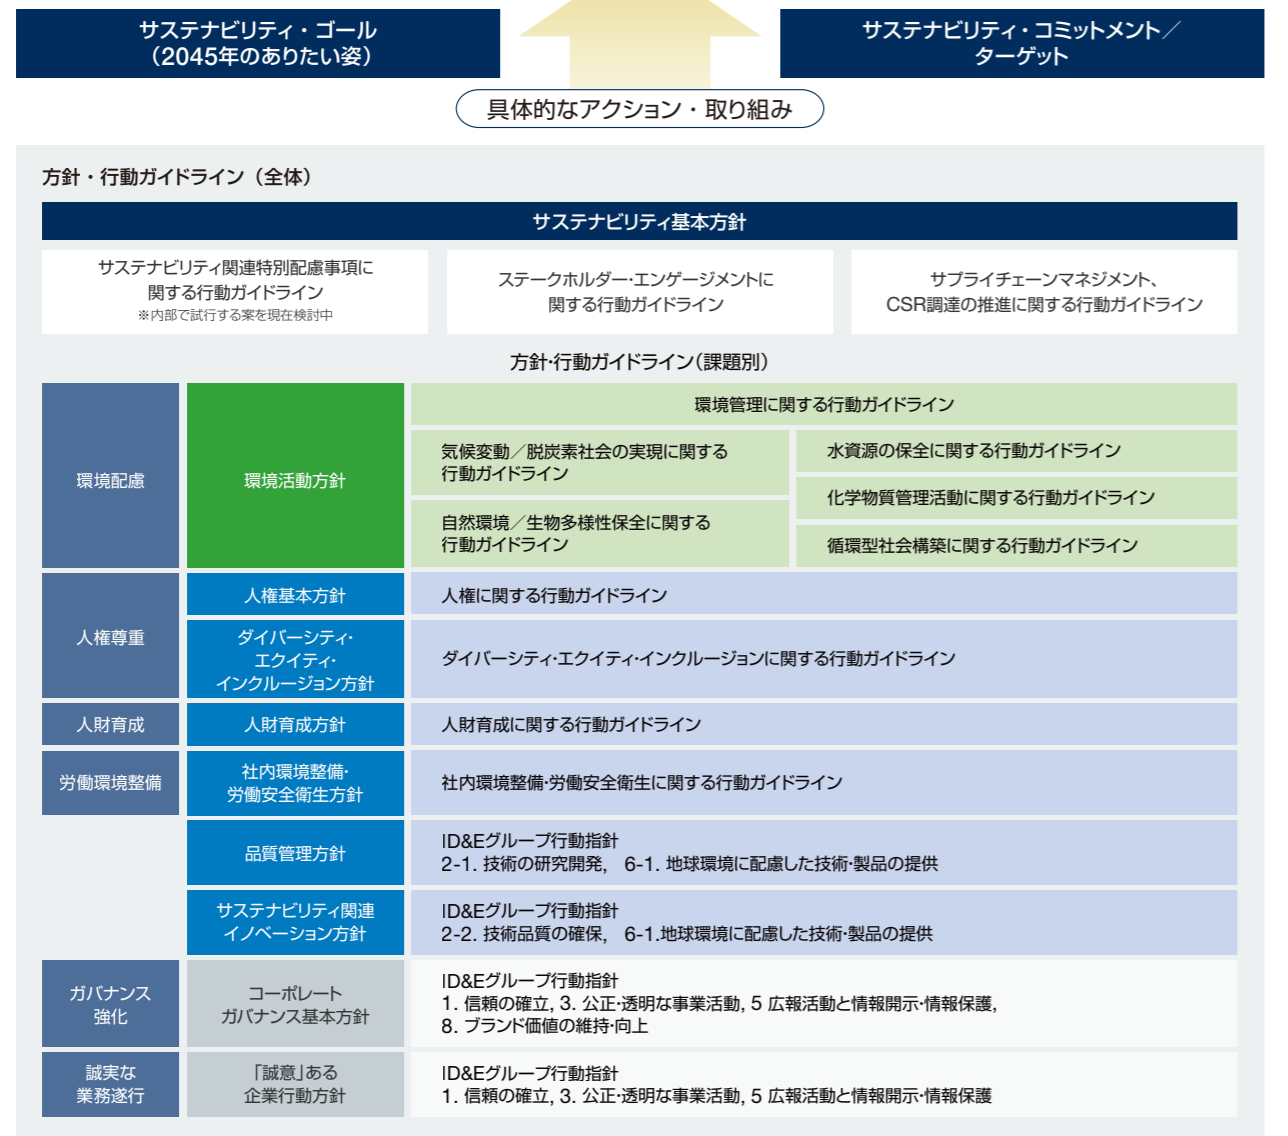 サステナビリティ・ゴール
（2045年のありたい姿）
サステナビリティ・コミットメント／
ターゲット
具体的なアクション・取り組み
方針・行動ガイドライン（全体）
サステナビリティ基本方針
サステナビリティ関連特別配慮事項に
関する行動ガイドライン
※内部で試行する案を現在検討中
ステークホルダー・エンゲージメントに
関する行動ガイドライン
サプライチェーンマネジメント、
CSR調達の推進に関する行動ガイドライン
方針・行動ガイドライン（課題別）
環境配慮
環境活動方針
環境管理に関する行動ガイドライン
気候変動／脱炭素社会の実現に関する
行動ガイドライン
自然環境／生物多様性保全に関する
行動ガイドライン
水資源の保全に関する行動ガイドライン
化学物質管理活動に関する行動ガイドライン
循環型社会構築に関する行動ガイドライン
人権尊重
人権基本方針
人権に関する行動ガイドライン
ダイバーシティ・
エクイティ・
インクルージョン方針
ダイバーシティ・エクイティ・インクルージョンに関する行動ガイドライン
人財育成
人財育成方針
人財育成に関する行動ガイドライン
労働環境整備
社内環境整備・
労働安全衛生方針
社内環境整備・労働安全衛生に関する行動ガイドライン
品質管理方針
ID&Eグループ行動指針
2-1. 技術の研究開発,　6-1. 地球環境に配慮した技術・製品の提供
サステナビリティ関連
イノベーション方針
ID&Eグループ行動指針
2-2. 技術品質の確保,　6-1.地球環境に配慮した技術・製品の提供
ガバナンス
強化
コーポレート
ガバナンス基本方針
ID&Eグループ行動指針
1. 信頼の確立, 3. 公正・透明な事業活動, 5 広報活動と情報開示・情報保護,
8. ブランド価値の維持・向上
誠実な
業務遂行
「誠意」ある
企業行動方針
ID&Eグループ行動指針
1. 信頼の確立, 3. 公正・透明な事業活動, 5 広報活動と情報開示・情報保護